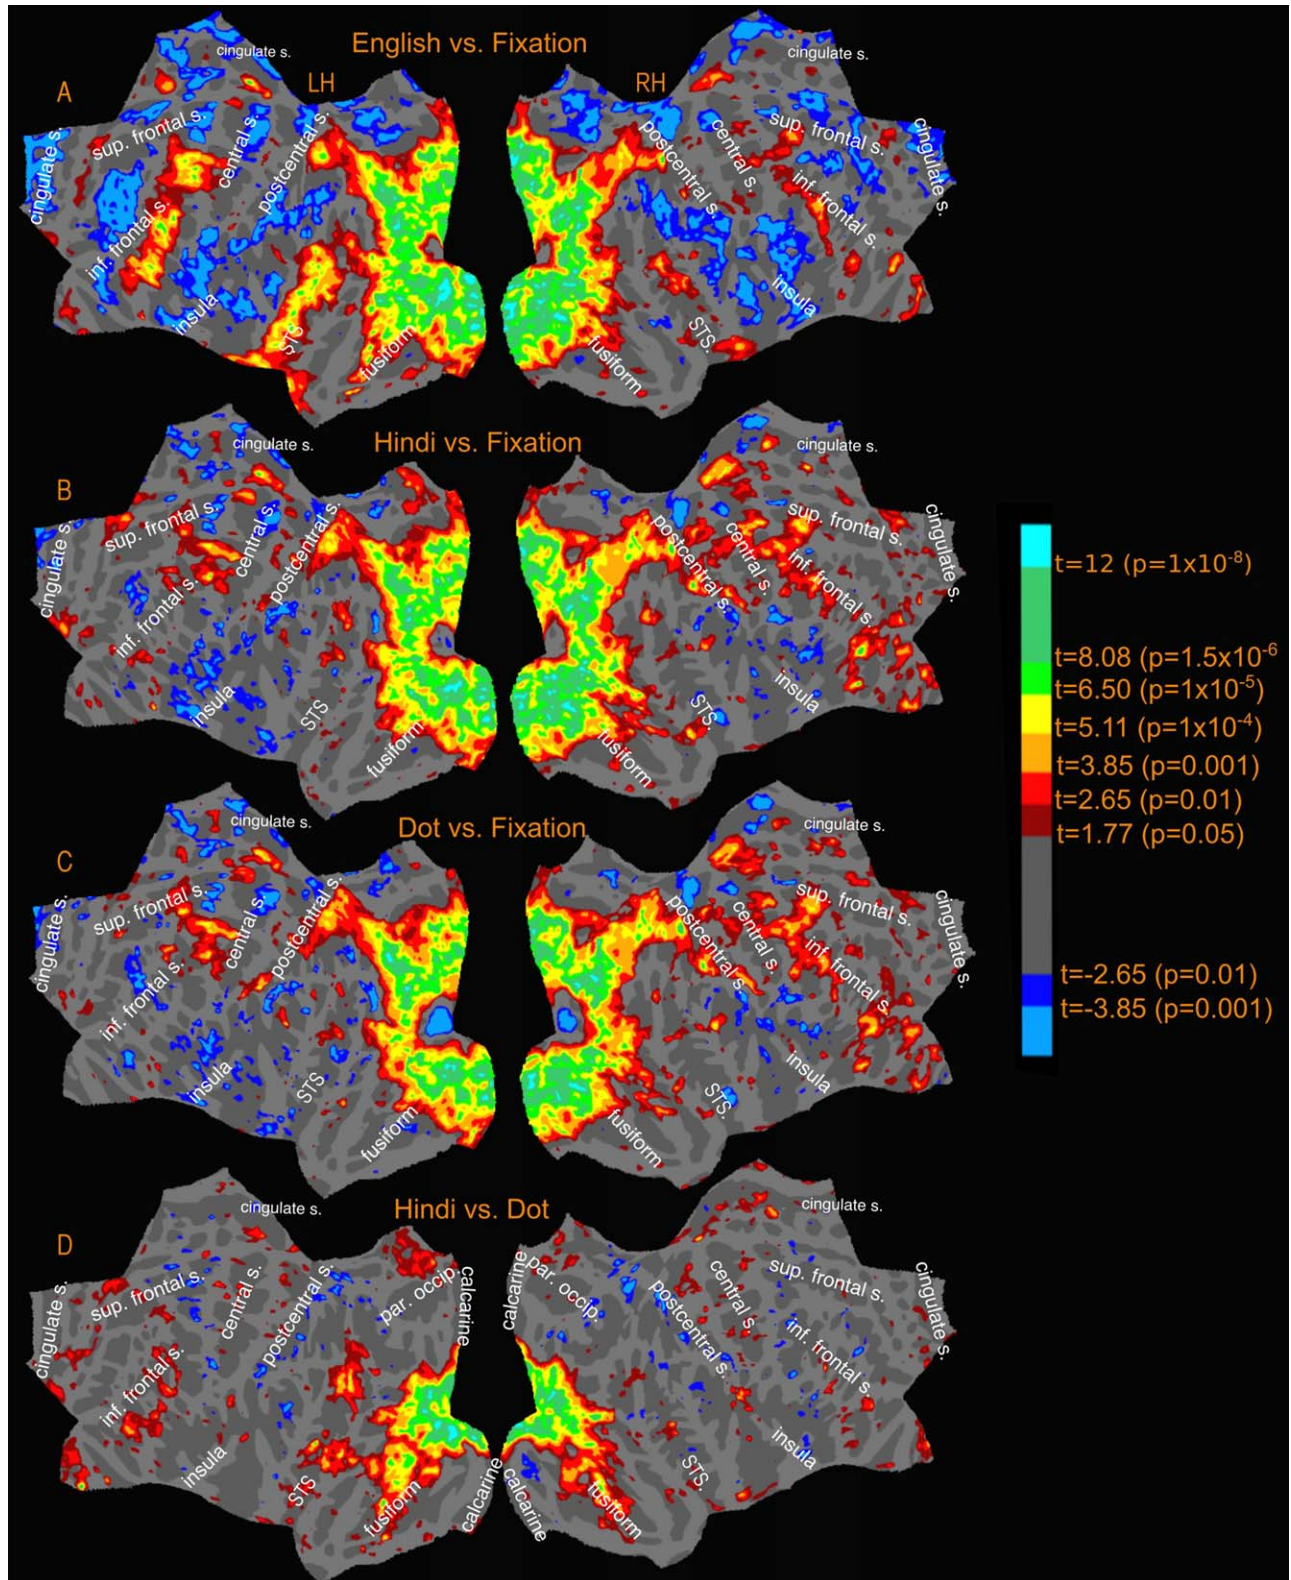 English vs. Fixation
A
LH
RH
cingulate s.
cingulate s.
cingulate s.
sup. frontal s.
central s.
postcentral s.
inf. frontal s.
insula
STS
fusiform
postcentral s.
central s.
sup. frontal s.
cingulate s.
inf. frontal s.
insula
STS.
fusiform
Hindi vs. Fixation
B
cingulate s.
cingulate s.
cingulate s.
sup. frontal s.
central s.
postcentral s.
inf. frontal s.
insula
STS
fusiform
postcentral s.
central s.
sup. frontal s.
cingulate s.
inf. frontal s.
insula
STS.
fusiform
Dot vs. Fixation
C
cingulate s.
cingulate s.
cingulate s.
sup. frontal s.
central s.
postcentral s.
inf. frontal s.
insula
STS
fusiform
postcentral s.
central s.
sup. frontal s.
cingulate s.
inf. frontal s.
insula
STS.
fusiform
Hindi vs. Dot
D
cingulate s.
cingulate s.
cingulate s.
sup. frontal s.
central s.
postcentral s.
par. occip.
calcarine
inf. frontal s.
insula
STS
fusiform
calcarine
calcarine
par. occip.
postcentral s.
central s.
sup. frontal s.
cingulate s.
inf. frontal s.
insula
STS.
fusiform
calcarine
t=12 (p=1x10⁻⁸)
t=8.08 (p=1.5x10⁻⁶
t=6.50 (p=1x10⁻⁵)
t=5.11 (p=1x10⁻⁴)
t=3.85 (p=0.001)
t=2.65 (p=0.01)
t=1.77 (p=0.05)
t=-2.65 (p=0.01)
t=-3.85 (p=0.001)